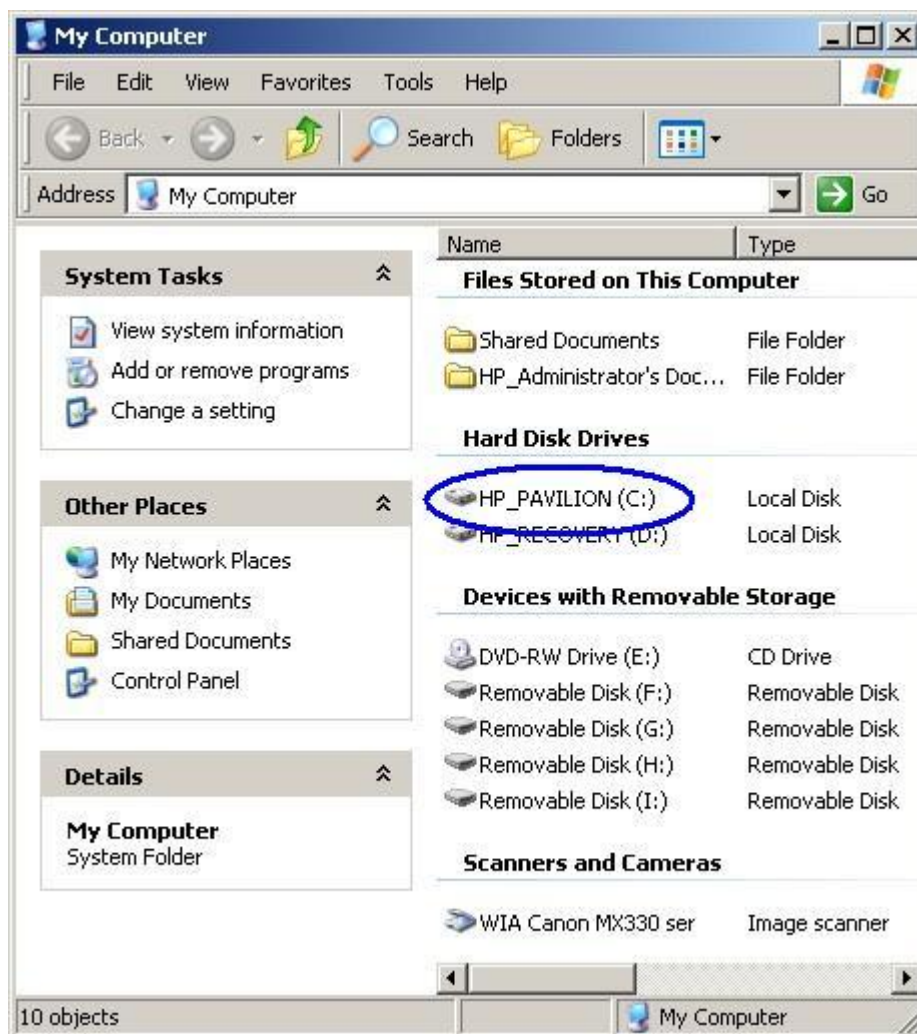 My Computer
File Edit View Favorites Tools Help
Back Search Folders
Address My Computer Go
Name Type
System Tasks
View system information
Add or remove programs
Change a setting
Other Places
My Network Places
My Documents
Shared Documents
Control Panel
Details
My Computer
System Folder
Files Stored on This Computer
Shared Documents File Folder
HP_Administrator's Doc... File Folder
Hard Disk Drives
HP_PAVILION (C:) Local Disk
HP_RECOVERY (D:) Local Disk
Devices with Removable Storage
DVD-RW Drive (E:) CD Drive
Removable Disk (F:) Removable Disk
Removable Disk (G:) Removable Disk
Removable Disk (H:) Removable Disk
Removable Disk (I:) Removable Disk
Scanners and Cameras
WIA Canon MX330 ser Image scanner
10 objects My Computer